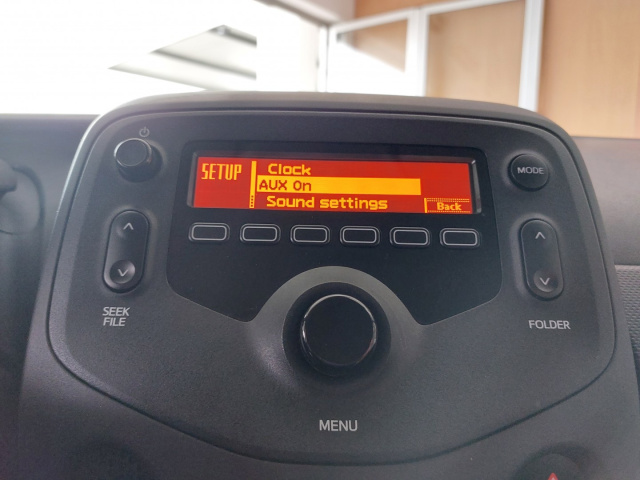 SETUP
Clock
AUX On
Sound settings
Back
MODE
SEEK
FILE
FOLDER
MENU